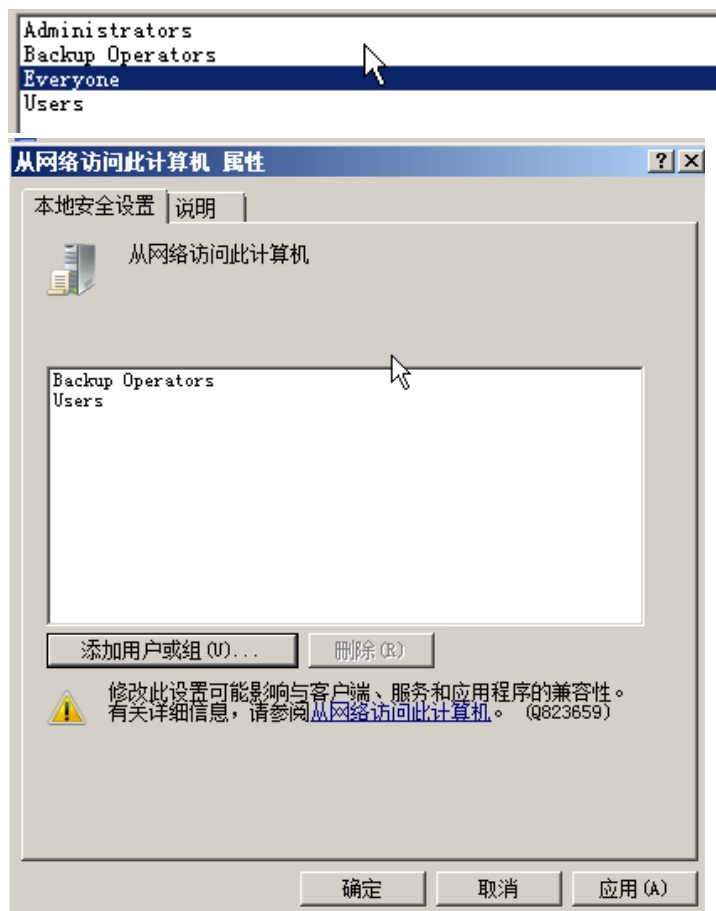 Administrators
Backup Operators
Everyone
Users
从网络访问此计算机 属性
本地安全设置 说明
从网络访问此计算机
Backup Operators
Users
添加用户或组(U)... 删除(R)
修改此设置可能影响与客户端、服务和应用程序的兼容性。
有关详细信息，请参阅从网络访问此计算机。 (Q823659)
确定 取消 应用(A)